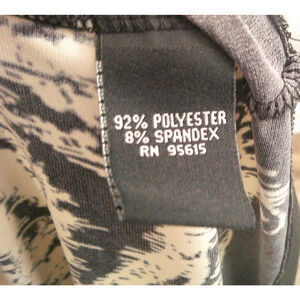 92% POLYESTER
8% SPANDEX
RN 95615